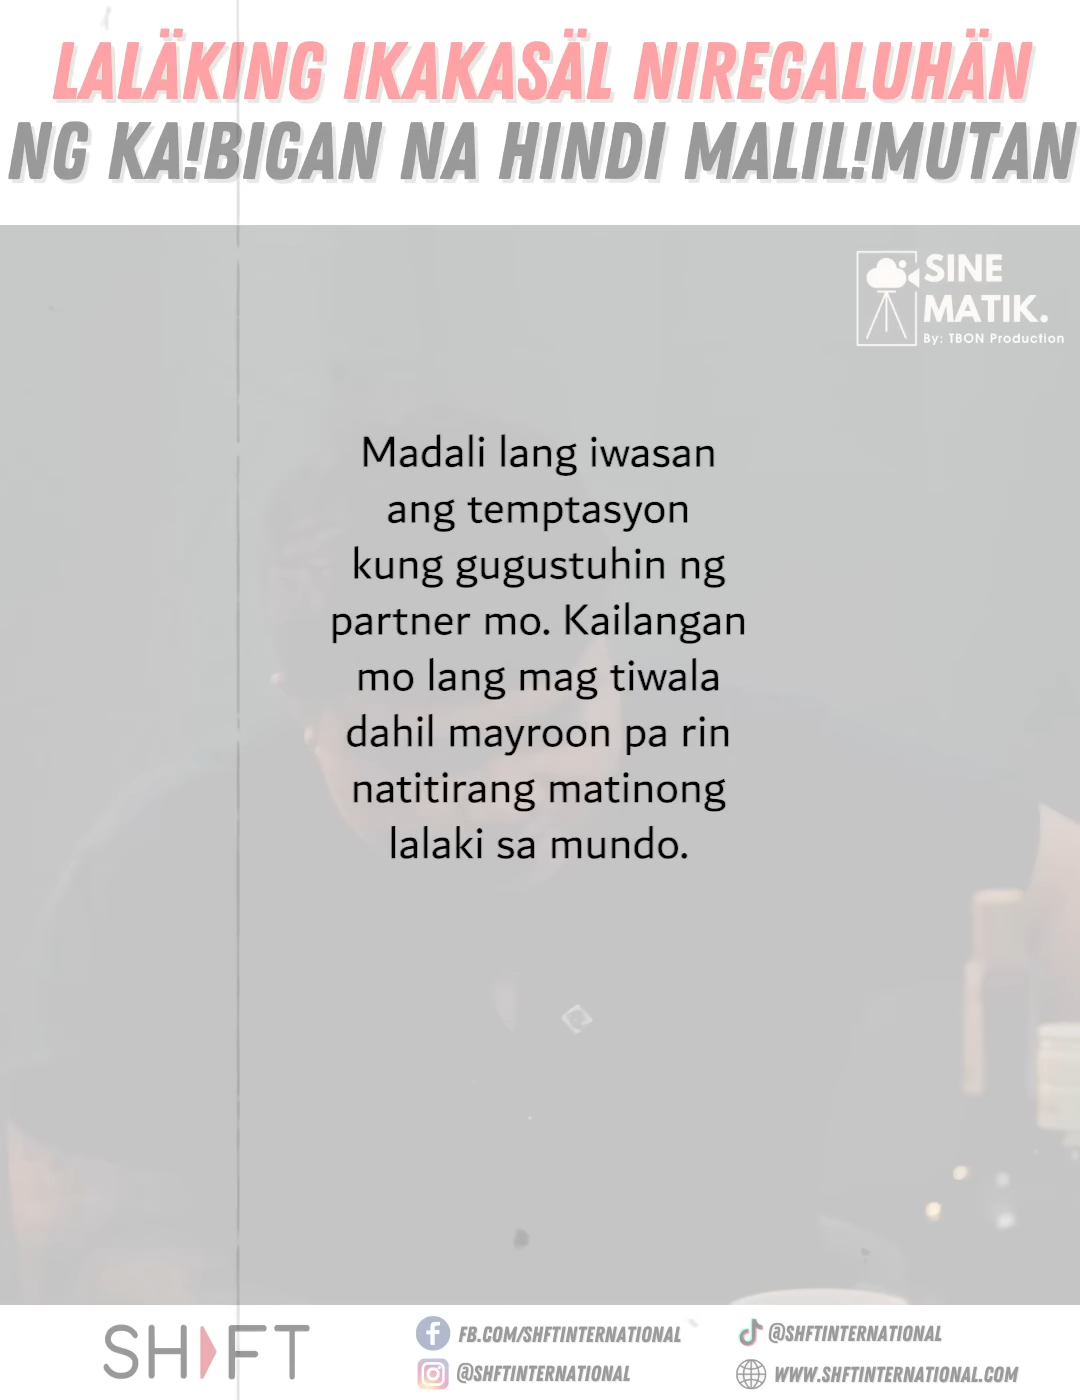 LALÄKING IKAKASÄL NIREGALUHÄN
NG KA!BIGAN NA HINDI MALIL!MUTAN
SINE
MATIK.
By: TBON Production
Madali lang iwasan
ang temptasyon
kung gugustuhin ng
partner mo. Kailangan
mo lang mag tiwala
dahil mayroon pa rin
natitirang matinong
lalaki sa mundo.
SHIFT
FB.COM/SHFTINTERNATIONAL
@SHFTINTERNATIONAL
@SHFTINTERNATIONAL
WWW.SHFTINTERNATIONAL.COM